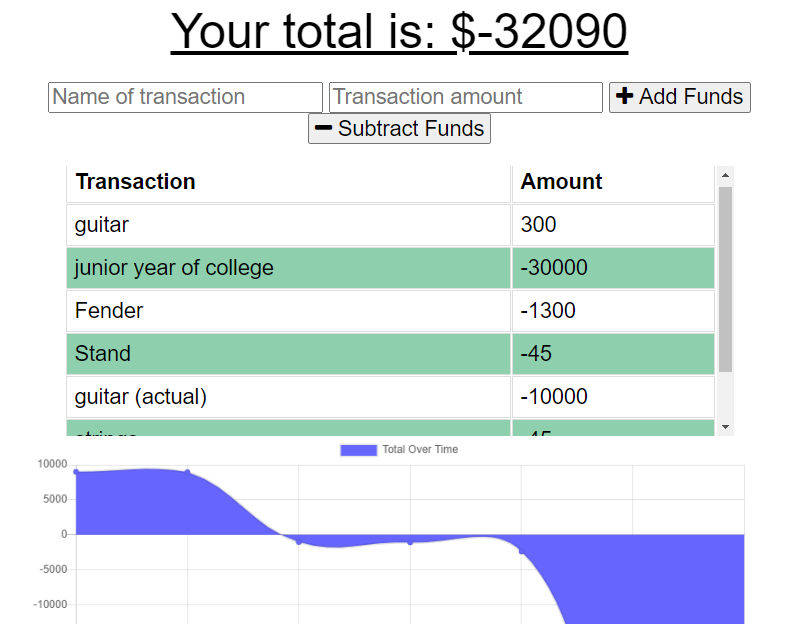 Your total is: $-32090
Name of transaction Transaction amount + Add Funds
− Subtract Funds
Transaction Amount
guitar 300
junior year of college -30000
Fender -1300
Stand -45
guitar (actual) -10000
strings -45
Total Over Time
10000
5000
0
-5000
-10000